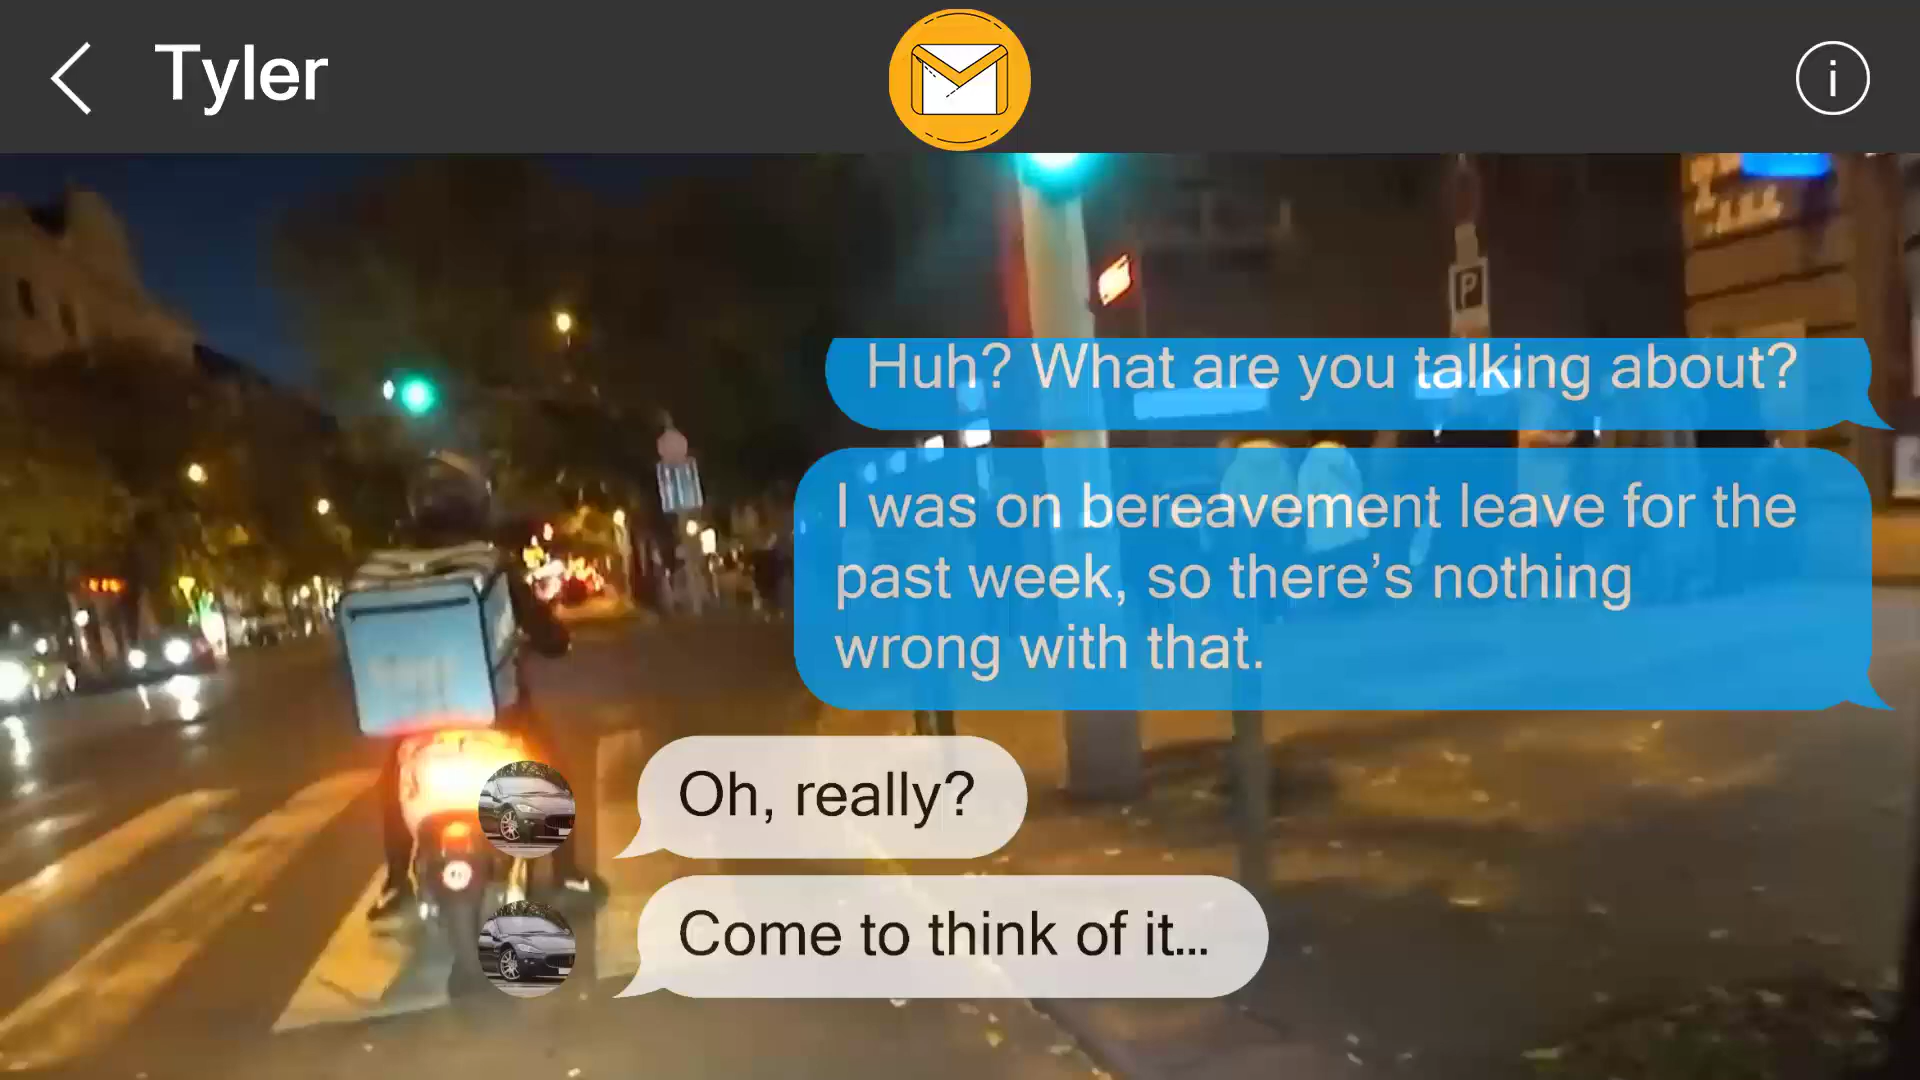 Tyler
i
P
Huh? What are you talking about?
I was on bereavement leave for the
past week, so there’s nothing
wrong with that.
Oh, really?
Come to think of it...